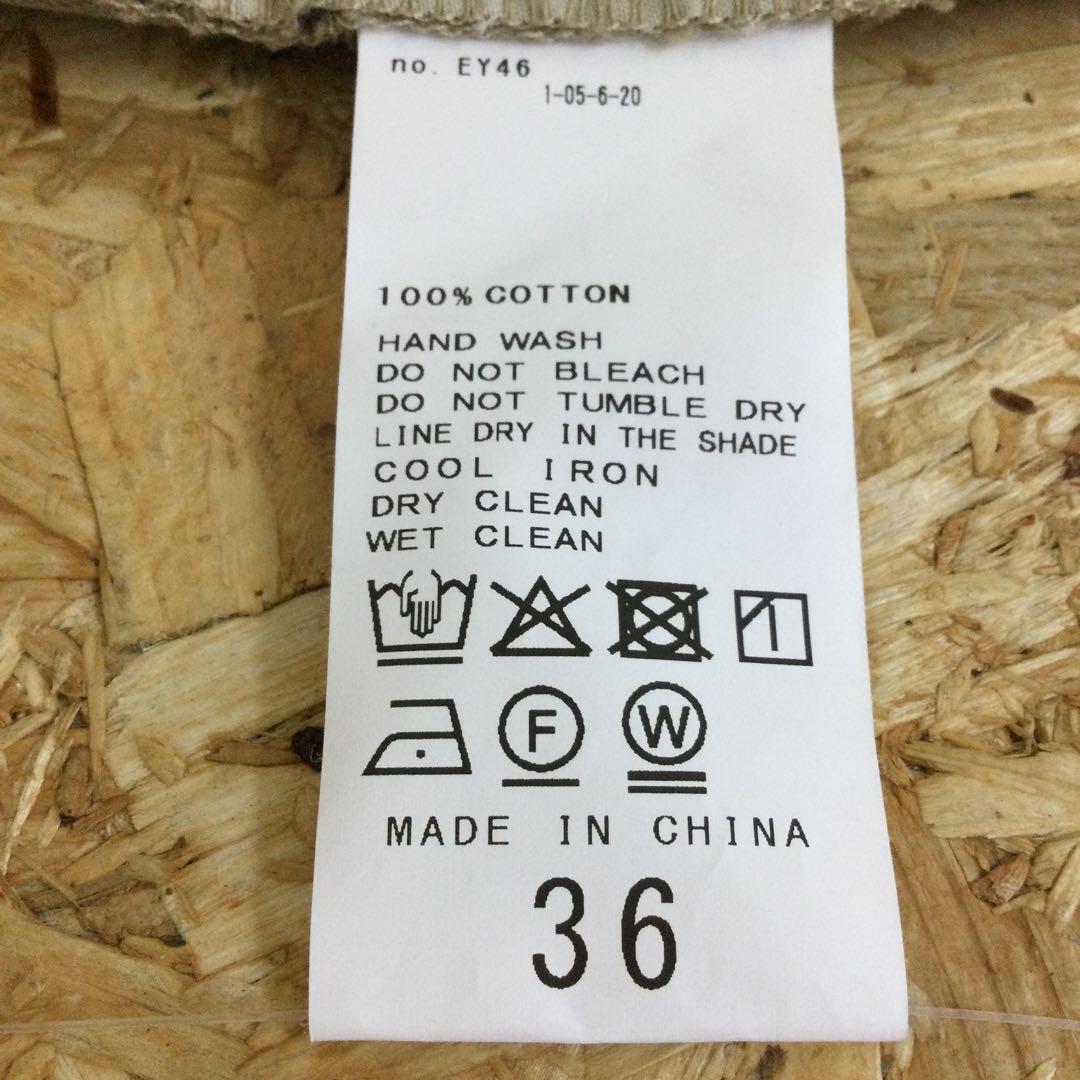 no. EY46
1-05-6-20
100% COTTON
HAND WASH
DO NOT BLEACH
DO NOT TUMBLE DRY
LINE DRY IN THE SHADE
COOL IRON
DRY CLEAN
WET CLEAN
F W
MADE IN CHINA
36